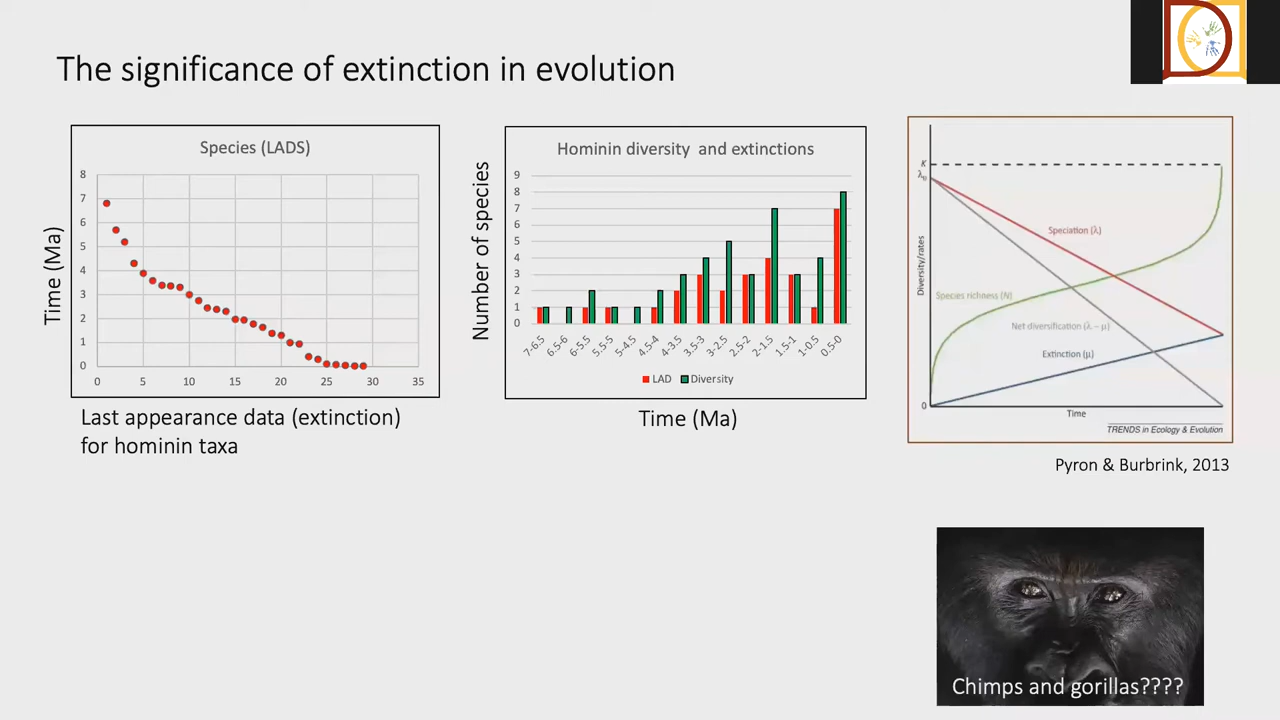 The significance of extinction in evolution
Species (LADS)
Time (Ma)
8
7
6
5
4
3
2
1
0
0 5 10 15 20 25 30 35
Last appearance data (extinction)
for hominin taxa
Hominin diversity and extinctions
Number of species
9
8
7
6
5
4
3
2
1
0
7-6.5 6.5-6 6-5.5 5.5-5 5-4.5 4.5-4 4-3.5 3.5-3 3-2.5 2.5-2 2-1.5 1.5-1 1-0.5 0.5-0
LAD Diversity
Time (Ma)
K
λ₀
Diversity/rates
Speciation (λ)
Species richness (N)
Net diversification (λ – μ)
Extinction (μ)
0
Time
TRENDS in Ecology & Evolution
Pyron & Burbrink, 2013
Chimps and gorillas????